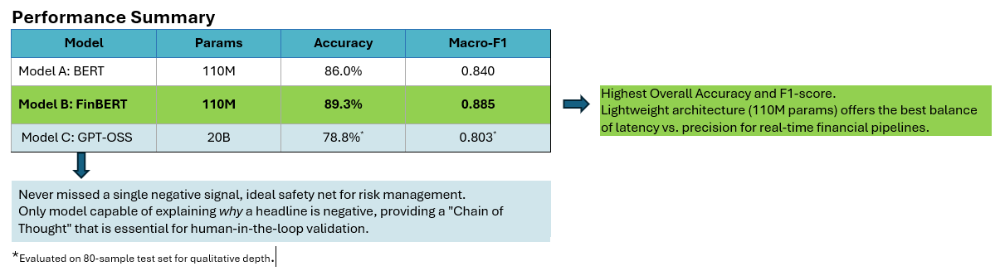 Performance Summary
Model Params Accuracy Macro-F1
Model A: BERT 110M 86.0% 0.840
Model B: FinBERT 110M 89.3% 0.885
Model C: GPT-OSS 20B 78.8%* 0.803*
Highest Overall Accuracy and F1-score.
Lightweight architecture (110M params) offers the best balance
of latency vs. precision for real-time financial pipelines.
Never missed a single negative signal, ideal safety net for risk management.
Only model capable of explaining why a headline is negative, providing a "Chain of
Thought" that is essential for human-in-the-loop validation.
*Evaluated on 80-sample test set for qualitative depth.